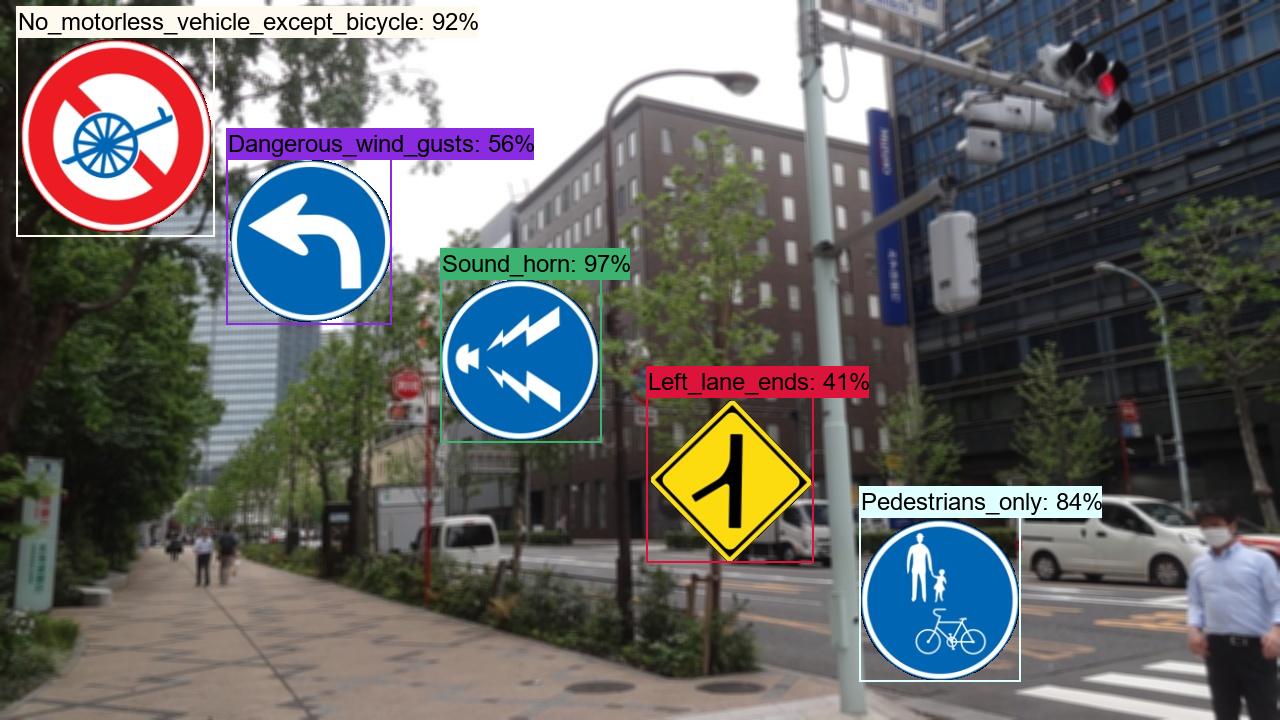 No_motorless_vehicle_except_bicycle: 92%
Dangerous_wind_gusts: 56%
Sound_horn: 97%
Left_lane_ends: 41%
Pedestrians_only: 84%